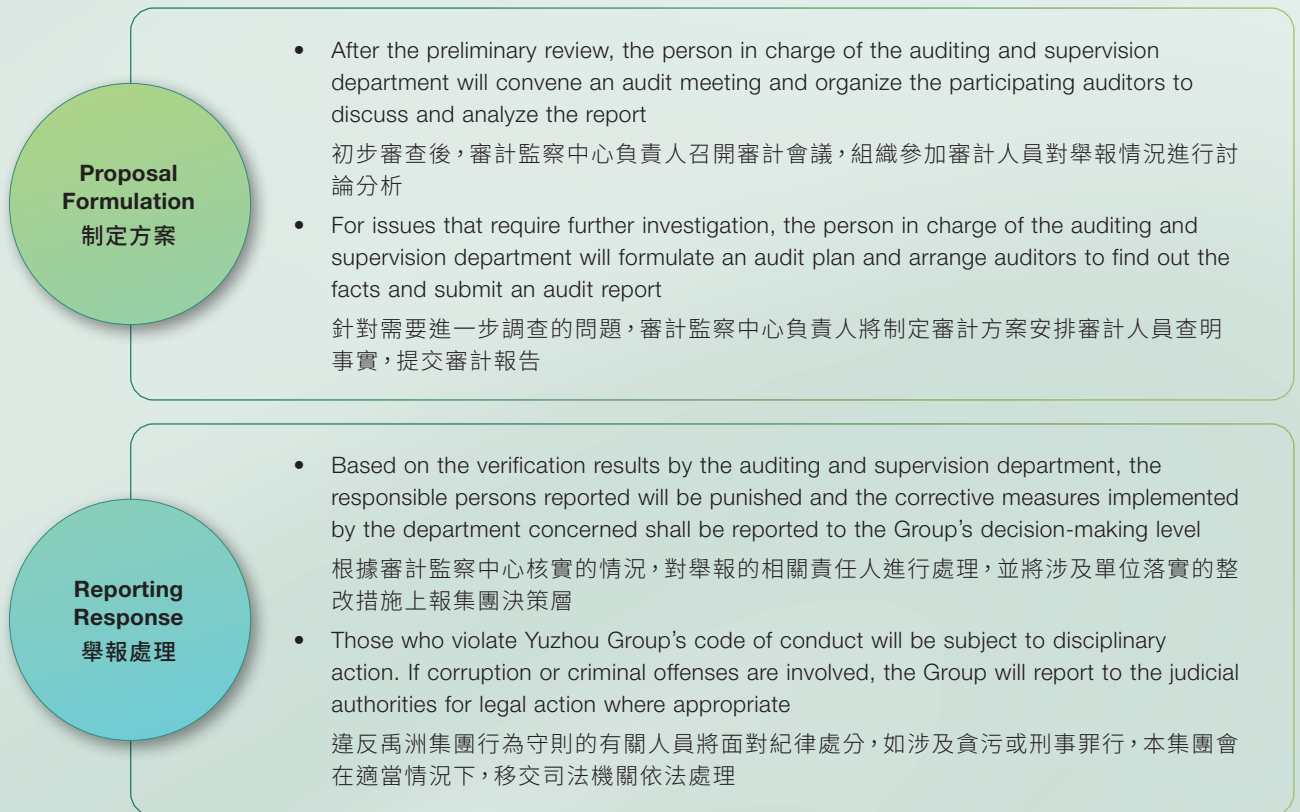 Proposal
Formulation
制定方案
• After the preliminary review, the person in charge of the auditing and supervision
department will convene an audit meeting and organize the participating auditors to
discuss and analyze the report
初步審查後，審計監察中心負責人召開審計會議，組織參加審計人員對舉報情況進行討
論分析
• For issues that require further investigation, the person in charge of the auditing and
supervision department will formulate an audit plan and arrange auditors to find out the
facts and submit an audit report
針對需要進一步調查的問題，審計監察中心負責人將制定審計方案安排審計人員查明
事實，提交審計報告
Reporting
Response
舉報處理
• Based on the verification results by the auditing and supervision department, the
responsible persons reported will be punished and the corrective measures implemented
by the department concerned shall be reported to the Group's decision-making level
根據審計監察中心核實的情況，對舉報的相關責任人進行處理，並將涉及單位落實的整
改措施上報集團決策層
• Those who violate Yuzhou Group's code of conduct will be subject to disciplinary
action. If corruption or criminal offenses are involved, the Group will report to the judicial
authorities for legal action where appropriate
違反禹洲集團行為守則的有關人員將面對紀律處分，如涉及貪污或刑事罪行，本集團會
在適當情況下，移交司法機關依法處理